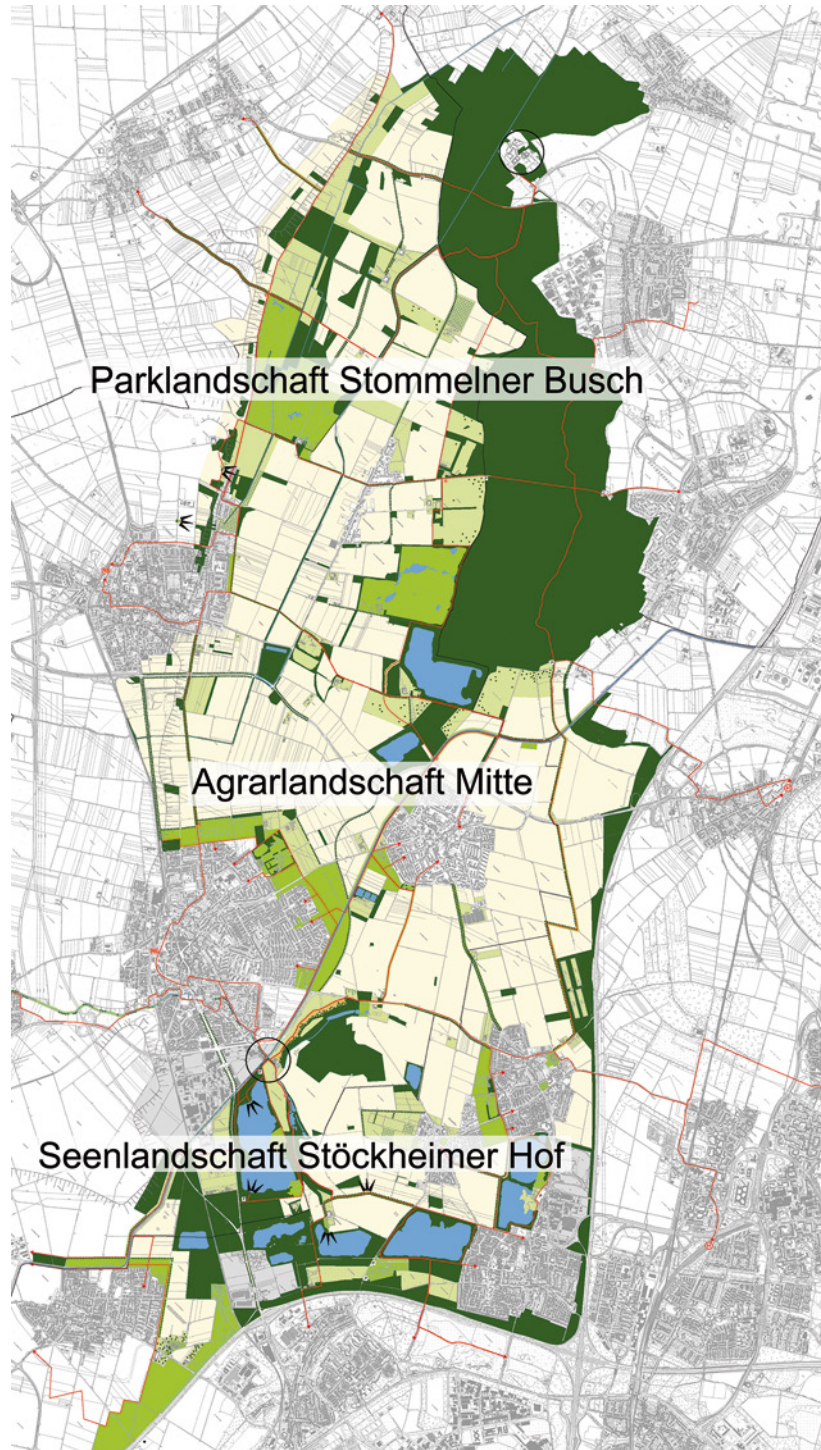 Parklandschaft Stommelner Busch
Agrarlandschaft Mitte
Seenlandschaft Stöckheimer Hof